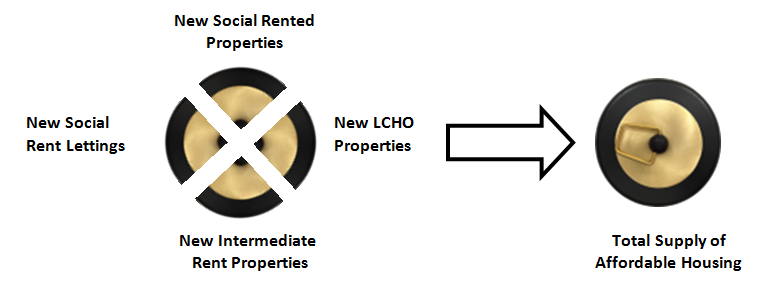 New Social Rented
Properties
New Social
Rent Lettings
New LCHO
Properties
New Intermediate
Rent Properties
Total Supply of
Affordable Housing